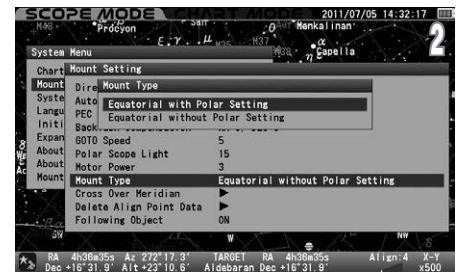 SCOPE MODE CHART MODE 2011/07/05 14:32:17
Procyon Menkalinan
ε.γ. μ H37 α
H38 η Capella 2
System Menu
Chart Mount Setting
Mount Dire Mount Type
Syste Auto Equatorial with Polar Setting
Langu PEC Equatorial without Polar Setting
Initi
Expan GOTO Speed 5
About Polar Scope Light 15
About Motor Power 3
Mount Mount Type Equatorial without Polar Setting
Cross Over Meridian ▶
Delete Align Point Data ▶
Following Object ON
SW W NW
RA 4h36m35s Az 272°17.3' TARGET RA 4h36m35s Align:4 X-Y
Dec +16°31.9' Alt +23°10.6' Aldebaran Dec +16°31.9' x500